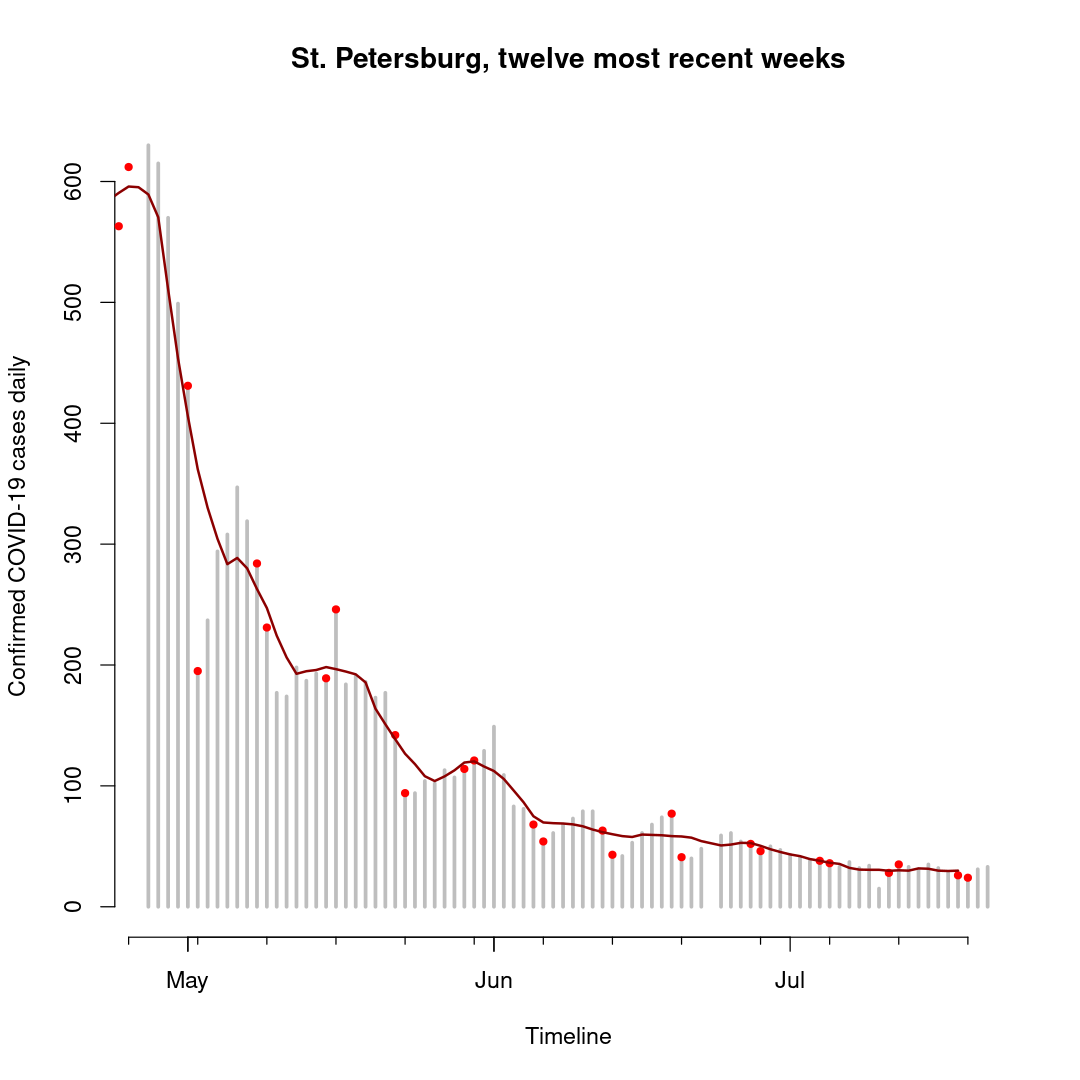 St. Petersburg, twelve most recent weeks
Confirmed COVID-19 cases daily
600
500
400
300
200
100
0
May Jun Jul
Timeline